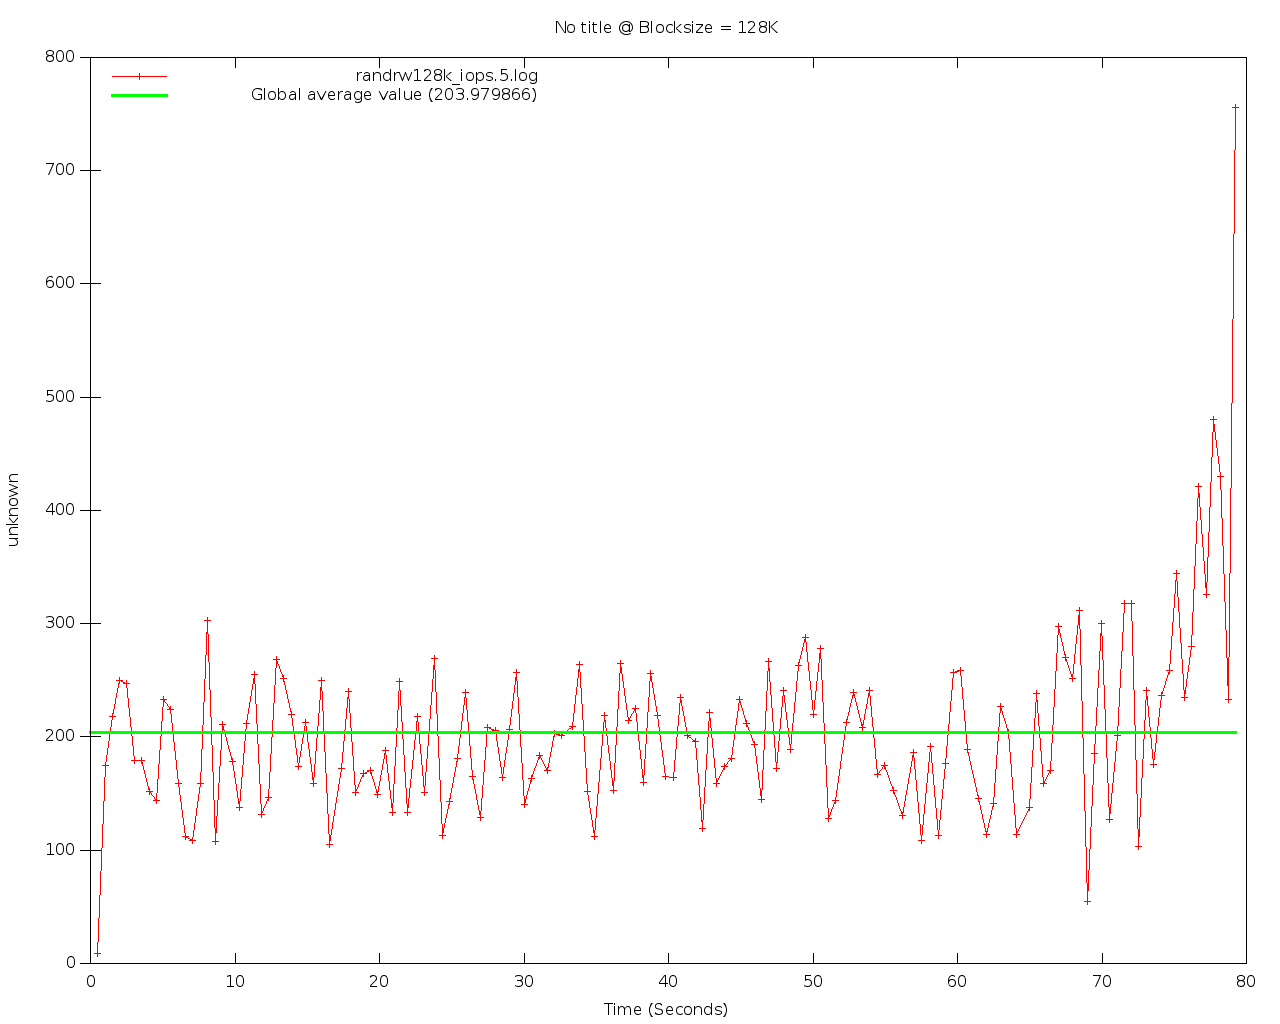 No title @ Blocksize = 128K
800
randrw128k_iops.5.log
Global average value (203.979866)
700
600
500
400
unknown
300
200
100
0
0 10 20 30 40 50 60 70 80
Time (Seconds)